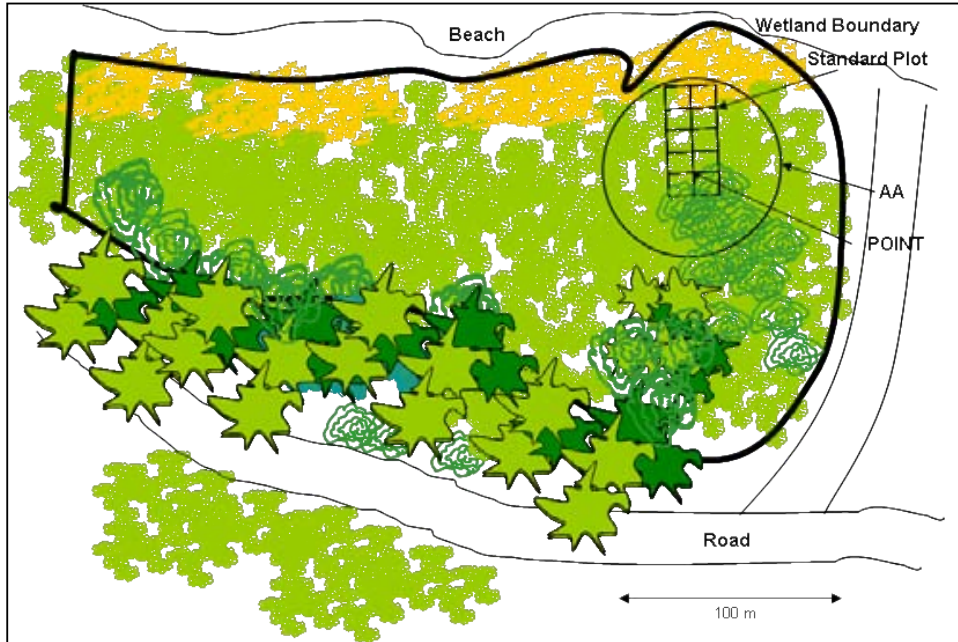 Beach
Wetland Boundary
Standard Plot
AA
POINT
Road
100 m